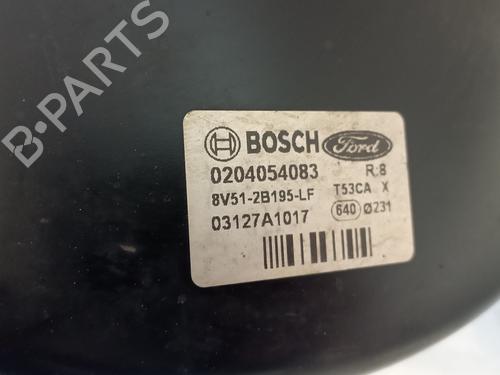 B-PARTS
BOSCH Ford
0204054083 R:8
8V51-2B195-LF T53CA X
03127A1017 640 Ø231